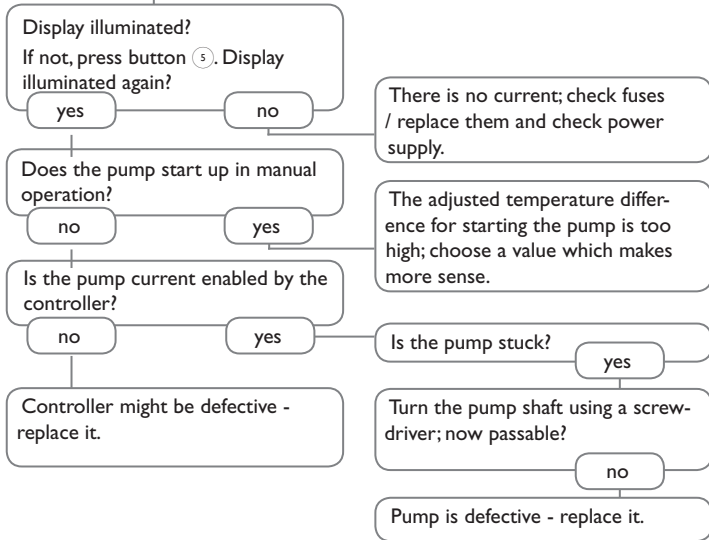 Display illuminated?
If not, press button 5. Display
illuminated again?
yes
no
There is no current; check fuses
/ replace them and check power
supply.
Does the pump start up in manual
operation?
no
yes
The adjusted temperature differ-
ence for starting the pump is too
high; choose a value which makes
more sense.
Is the pump current enabled by the
controller?
no
yes
Is the pump stuck?
yes
Controller might be defective -
replace it.
Turn the pump shaft using a screw-
driver; now passable?
no
Pump is defective - replace it.